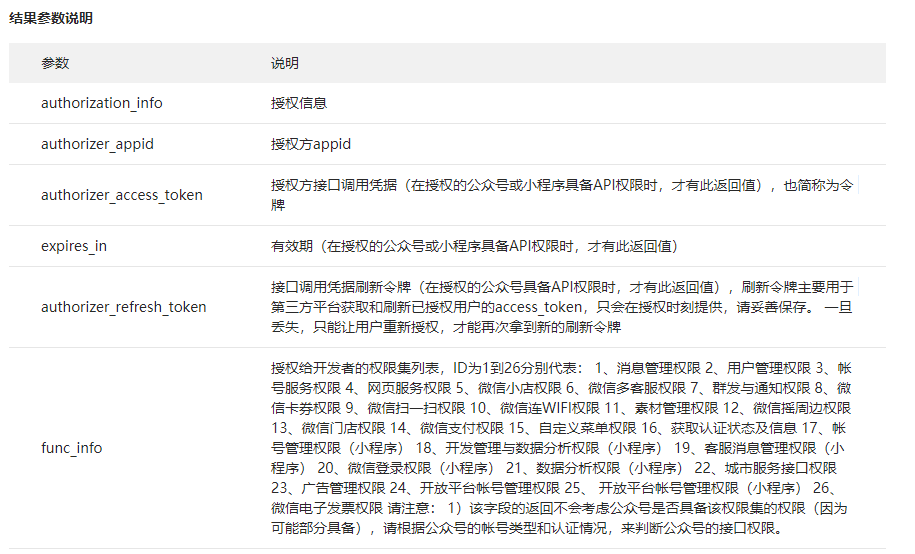 结果参数说明
参数 说明
authorization_info 授权信息
authorizer_appid 授权方appid
authorizer_access_token 授权方接口调用凭据（在授权的公众号或小程序具备API权限时，才有此返回值），也简称为令
牌
expires_in 有效期（在授权的公众号或小程序具备API权限时，才有此返回值）
authorizer_refresh_token 接口调用凭据刷新令牌（在授权的公众号具备API权限时，才有此返回值），刷新令牌主要用于
第三方平台获取和刷新已授权用户的access_token，只会在授权时刻提供，请妥善保存。 一旦
丢失，只能让用户重新授权，才能再次拿到新的刷新令牌
func_info 授权给开发者的权限集列表，ID为1到26分别代表： 1、消息管理权限 2、用户管理权限 3、帐
号服务权限 4、网页服务权限 5、微信小店权限 6、微信多客服权限 7、群发与通知权限 8、微
信卡券权限 9、微信扫一扫权限 10、微信连WIFI权限 11、素材管理权限 12、微信摇周边权限
13、微信门店权限 14、微信支付权限 15、自定义菜单权限 16、获取认证状态及信息 17、帐
号管理权限（小程序） 18、开发管理与数据分析权限（小程序） 19、客服消息管理权限（小
程序） 20、微信登录权限（小程序） 21、数据分析权限（小程序） 22、城市服务接口权限
23、广告管理权限 24、开放平台帐号管理权限 25、 开放平台帐号管理权限（小程序） 26、
微信电子发票权限 请注意： 1）该字段的返回不会考虑公众号是否具备该权限集的权限（因为
可能部分具备），请根据公众号的帐号类型和认证情况，来判断公众号的接口权限。